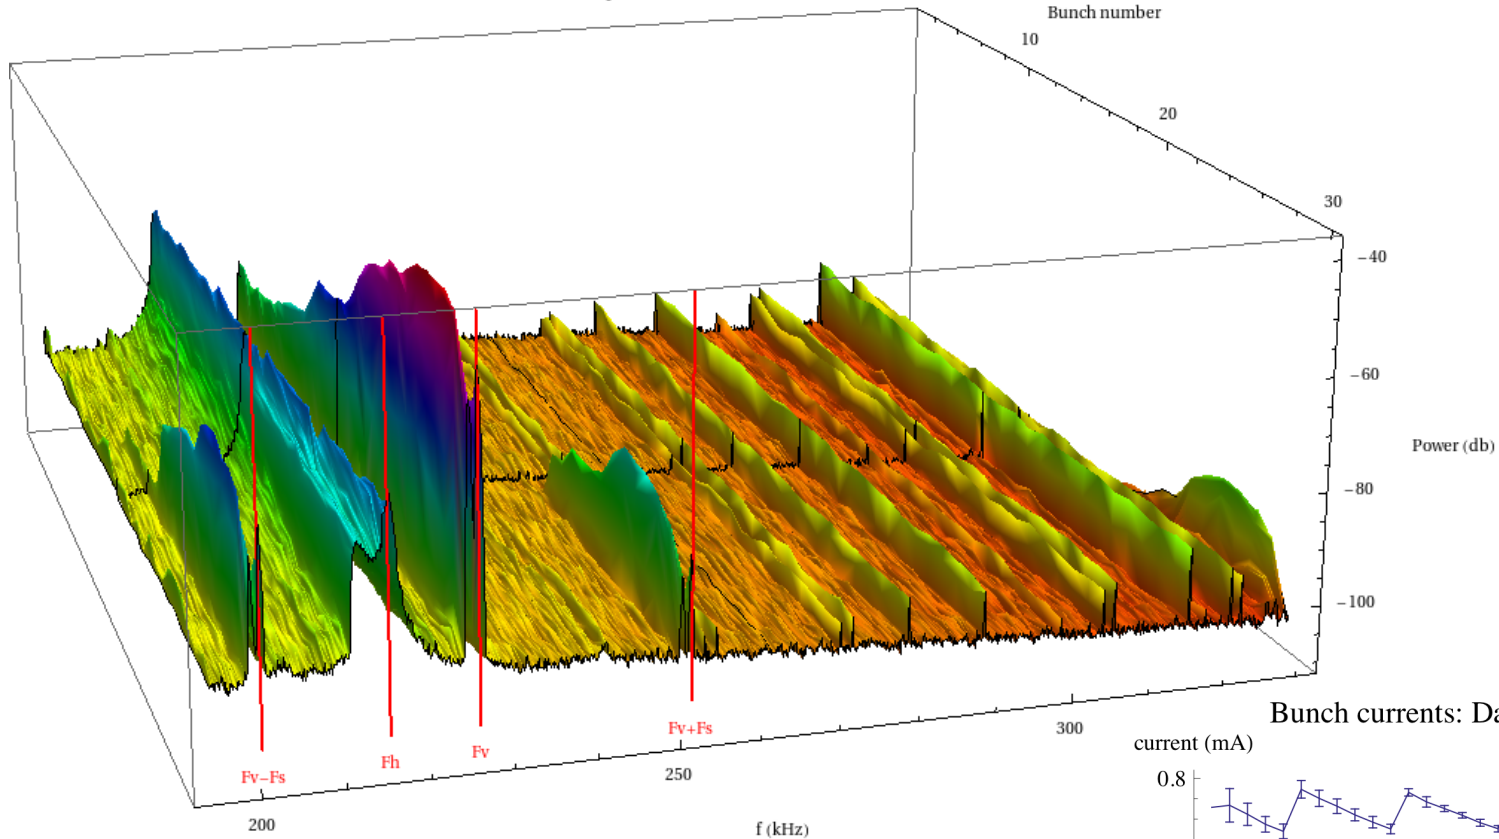 Bunch number
10
20
30
−40
−60
Power (db)
−80
−100
Fv−Fs
Fh
Fv
Fv+Fs
200
250
300
f (kHz)
Bunch currents: Da
current (mA)
0.8